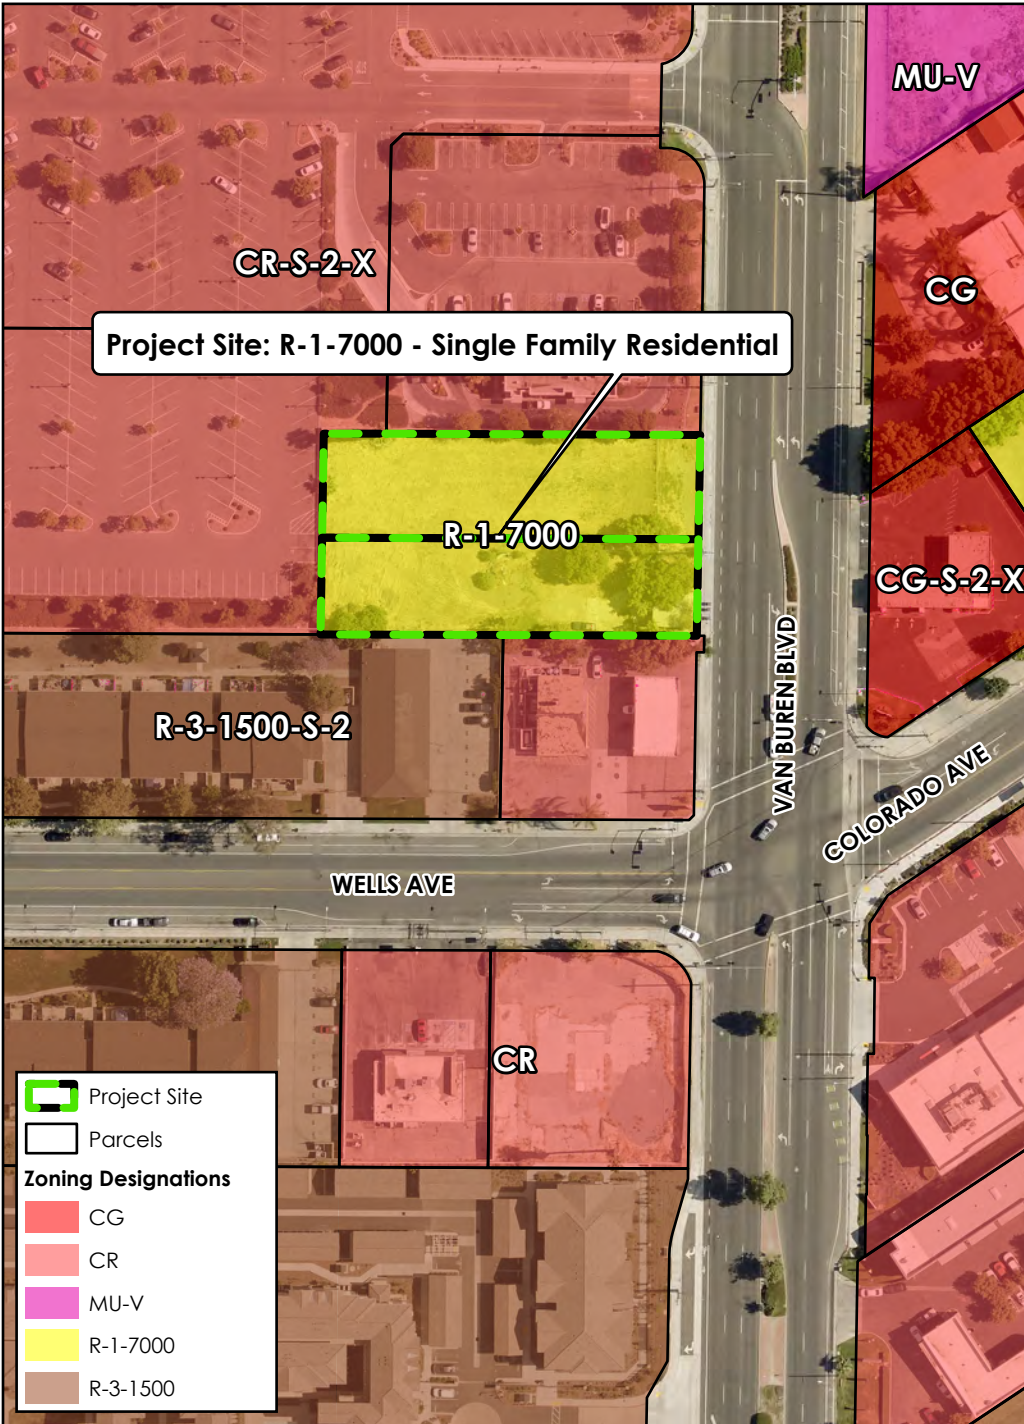 MU-V
CR-S-2-X
CG
Project Site: R-1-7000 - Single Family Residential
R-1-7000
CG-S-2-X
R-3-1500-S-2
VAN BUREN BLVD
COLORADO AVE
WELLS AVE
CR
Project Site
Parcels
Zoning Designations
CG
CR
MU-V
R-1-7000
R-3-1500